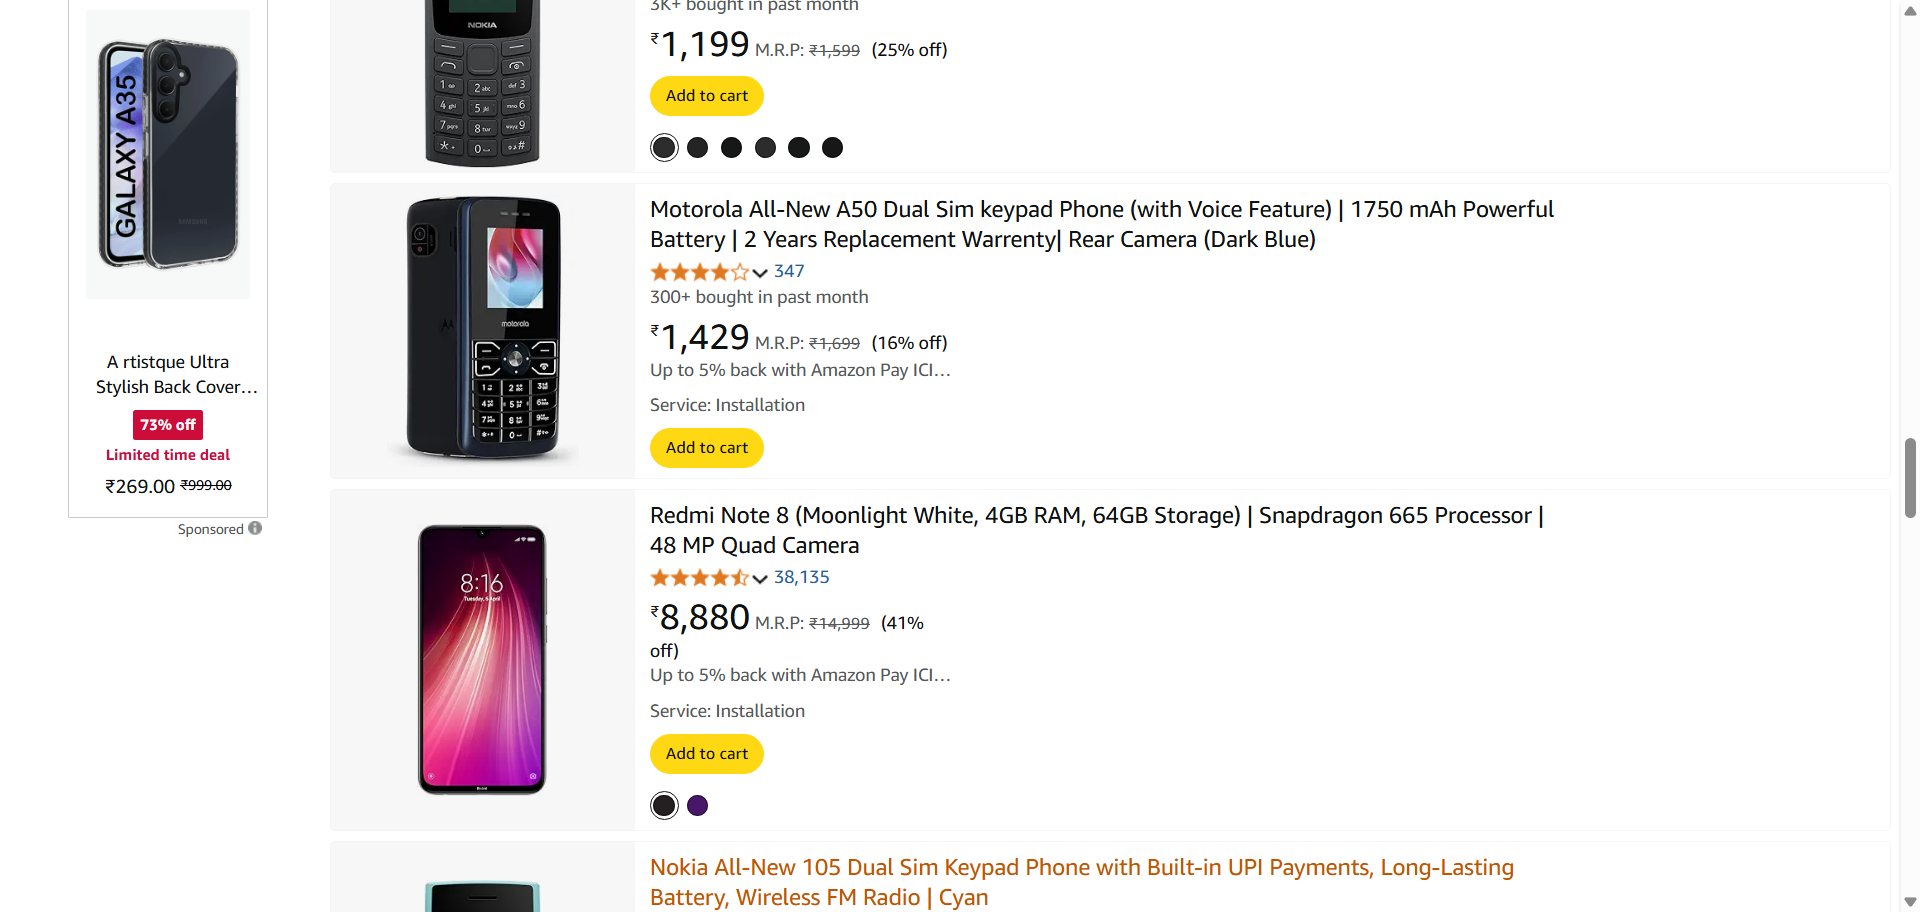 GALAXY A35
SAMSUNG
A rtistque Ultra
Stylish Back Cover...
73% off
Limited time deal
₹269.00 ₹999.00
Sponsored
NOKIA
3K+ bought in past month
₹1,199 M.R.P: ₹1,599 (25% off)
Add to cart
motorola
Motorola All-New A50 Dual Sim keypad Phone (with Voice Feature) | 1750 mAh Powerful
Battery | 2 Years Replacement Warrenty| Rear Camera (Dark Blue)
347
300+ bought in past month
₹1,429 M.R.P: ₹1,699 (16% off)
Up to 5% back with Amazon Pay ICI...
Service: Installation
Add to cart
8:16
Redmi Note 8 (Moonlight White, 4GB RAM, 64GB Storage) | Snapdragon 665 Processor |
48 MP Quad Camera
38,135
₹8,880 M.R.P: ₹14,999 (41%
off)
Up to 5% back with Amazon Pay ICI...
Service: Installation
Add to cart
Nokia All-New 105 Dual Sim Keypad Phone with Built-in UPI Payments, Long-Lasting
Battery, Wireless FM Radio | Cyan